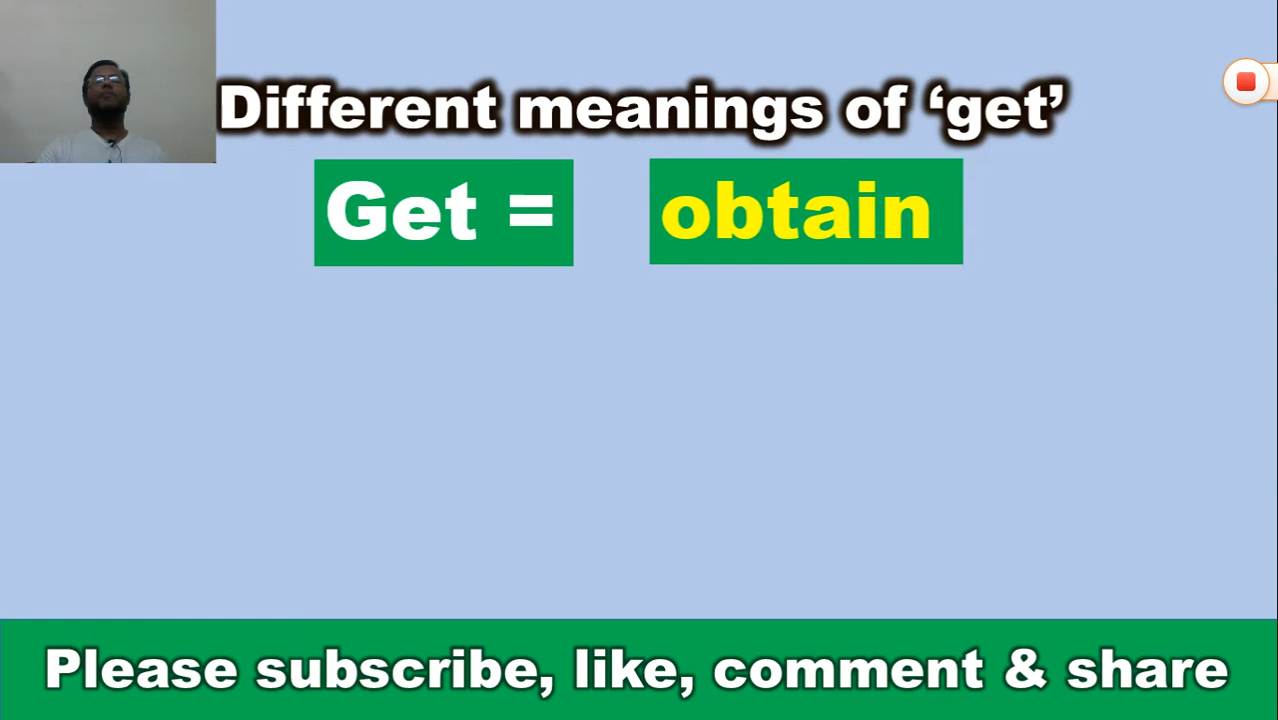 Different meanings of ‘get’
Get = obtain
Please subscribe, like, comment & share